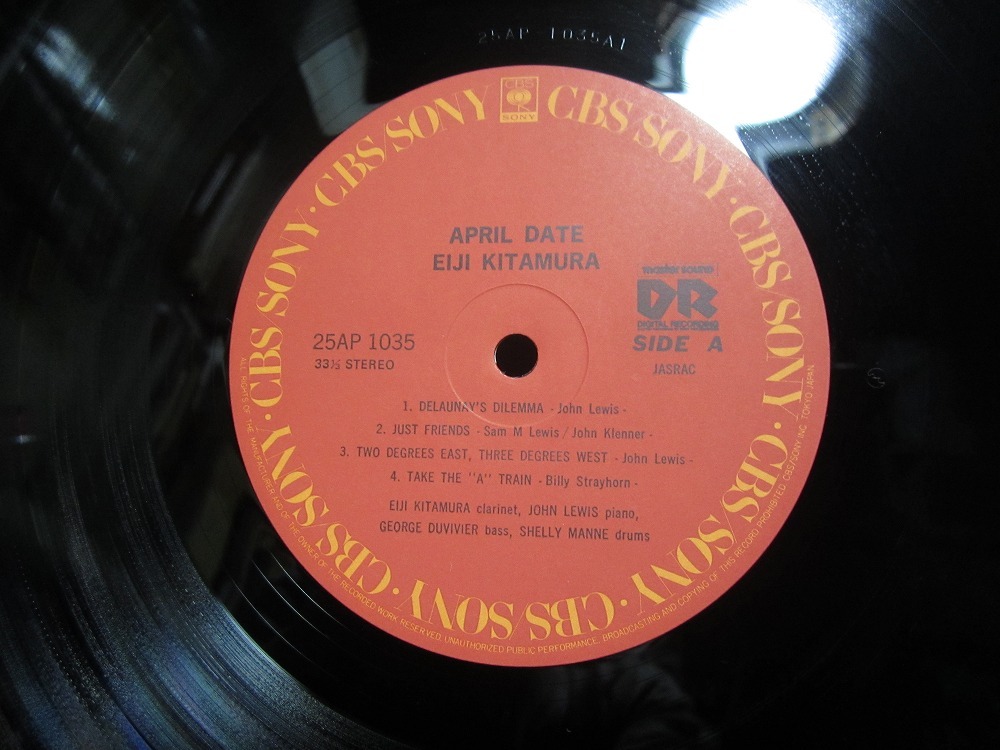 25AP 1035A1
CBS
SONY
CBS/SONY · CBS/SONY · CBS/SONY · CBS/SONY · CBS/SONY · CBS/SONY · CBS/SONY · CBS/SONY · CBS/SONY · CBS/SONY
APRIL DATE
EIJI KITAMURA
master sound
DR
DIGITAL RECORDING
25AP 1035
SIDE A
33⅓ STEREO
JASRAC
1. DELAUNAY'S DILEMMA - John Lewis -
2. JUST FRIENDS - Sam M Lewis / John Klenner -
3. TWO DEGREES EAST, THREE DEGREES WEST - John Lewis -
4. TAKE THE "A" TRAIN - Billy Strayhorn -
EIJI KITAMURA clarinet, JOHN LEWIS piano,
GEORGE DUVIVIER bass, SHELLY MANNE drums
ALL RIGHTS OF THE MANUFACTURER AND OF THE OWNER OF THE RECORDED WORK RESERVED. UNAUTHORIZED PUBLIC PERFORMANCE, BROADCASTING AND COPYING OF THIS RECORD PROHIBITED. CBS/SONY INC. TOKYO JAPAN